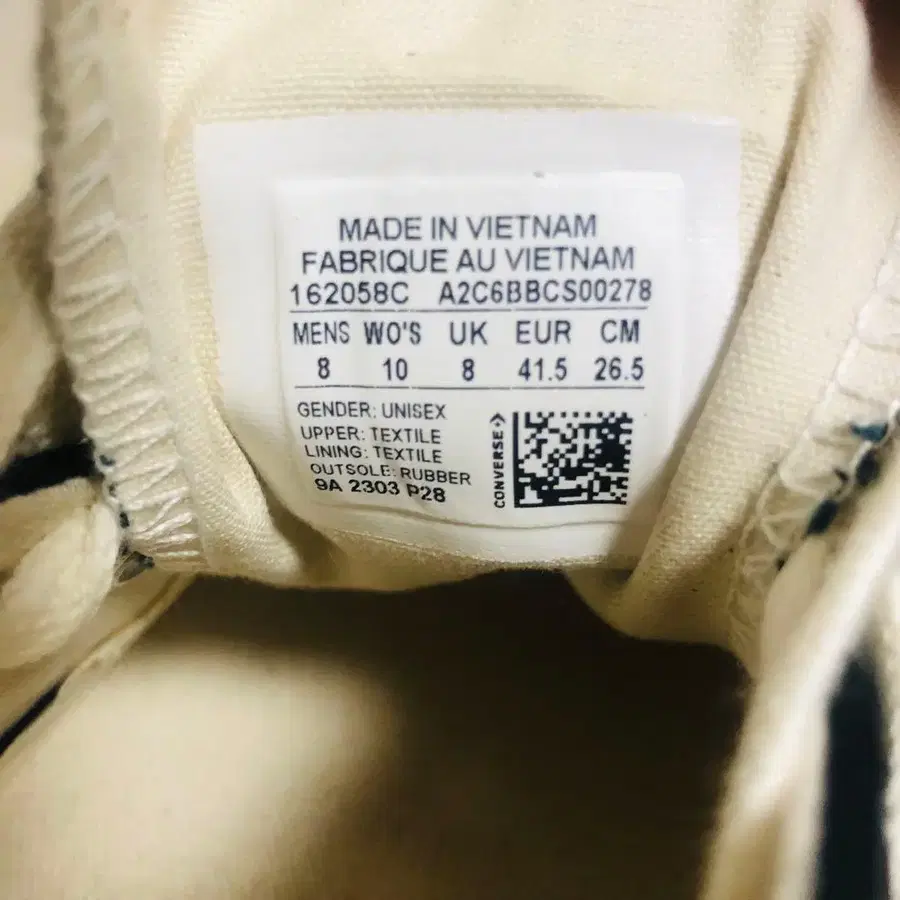 MADE IN VIETNAM
FABRIQUE AU VIETNAM
162058C A2C6BBCS00278
MENS WO'S UK EUR CM
8 10 8 41.5 26.5
GENDER: UNISEX
UPPER: TEXTILE
LINING: TEXTILE
OUTSOLE: RUBBER
9A 2303 P28
CONVERSE